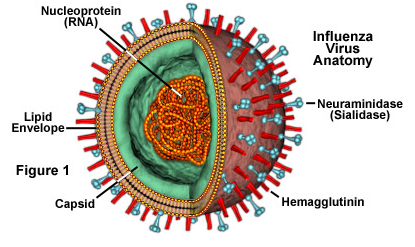 Nucleoprotein
(RNA)
Influenza
Virus
Anatomy
Neuraminidase
(Sialidase)
Lipid
Envelope
Figure 1
Capsid
Hemagglutinin